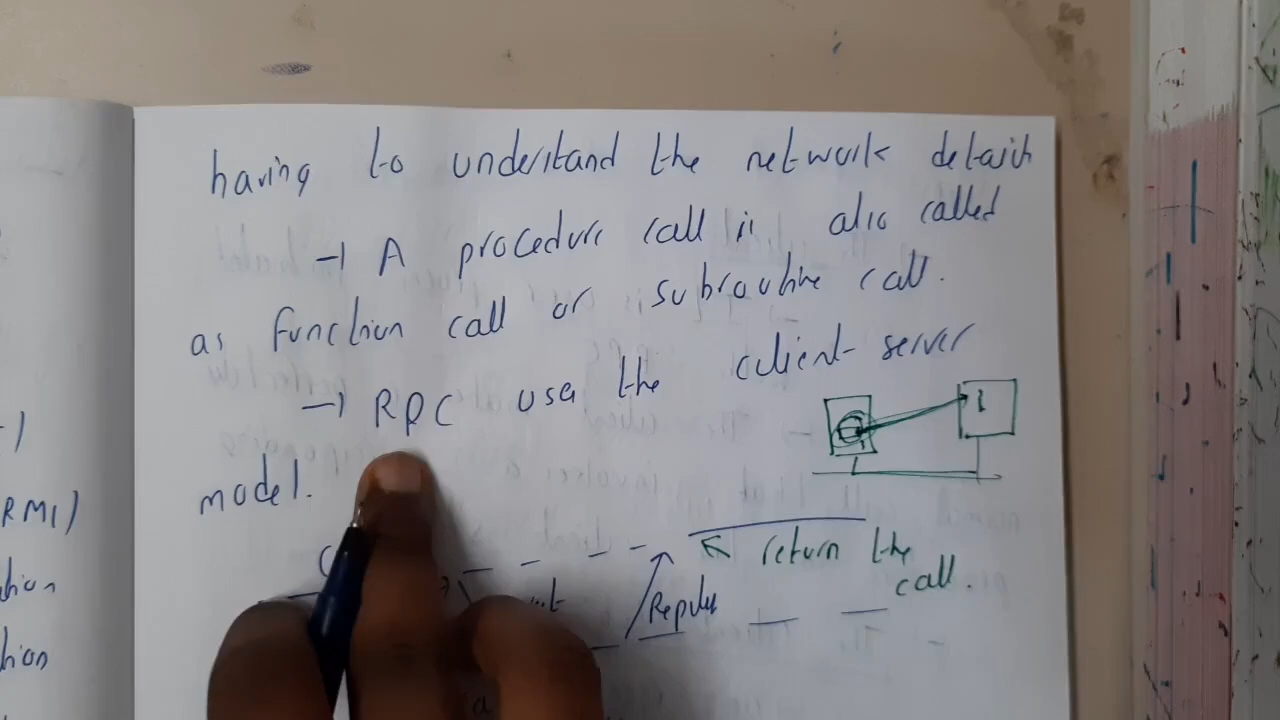 having to understand the network details
→ A procedure call is also called
as function call or subroutine call.
→ RPC uses the client-server
model.
return the
call.
Reply
RMI)